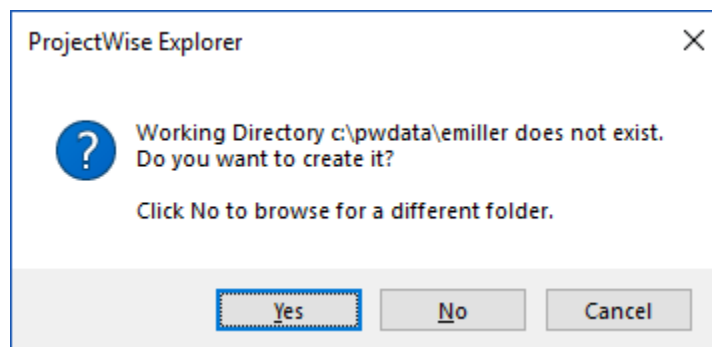 ProjectWise Explorer
Working Directory c:\pwdata\emiller does not exist.
Do you want to create it?
Click No to browse for a different folder.
Yes
No
Cancel